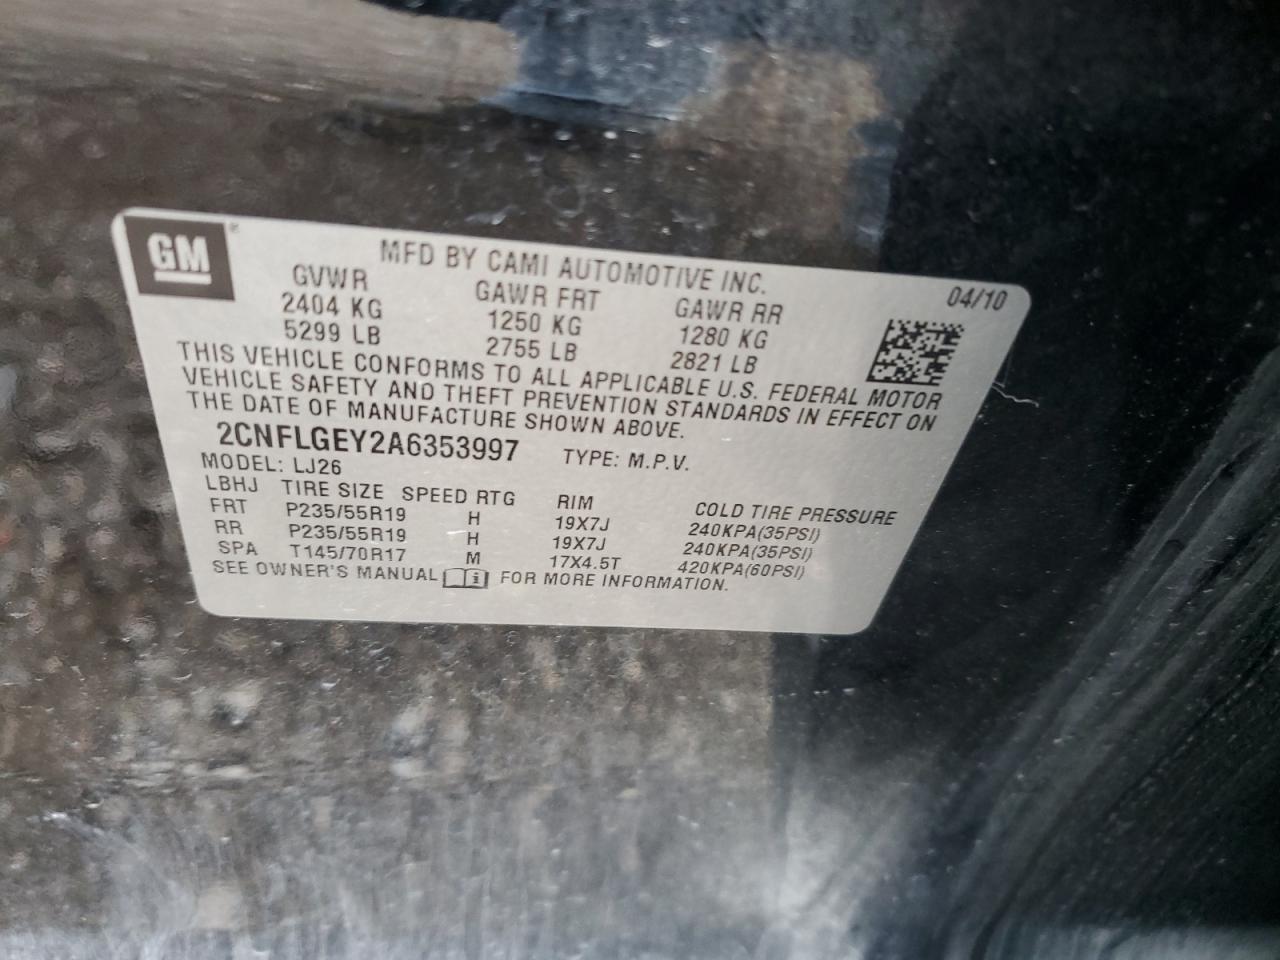 GM®
MFD BY CAMI AUTOMOTIVE INC.
04/10
GVWR GAWR FRT GAWR RR
2404 KG 1250 KG 1280 KG
5299 LB 2755 LB 2821 LB
THIS VEHICLE CONFORMS TO ALL APPLICABLE U.S. FEDERAL MOTOR
VEHICLE SAFETY AND THEFT PREVENTION STANDARDS IN EFFECT ON
THE DATE OF MANUFACTURE SHOWN ABOVE.
2CNFLGEY2A6353997 TYPE: M.P.V.
MODEL: LJ26
LBHJ TIRE SIZE SPEED RTG RIM COLD TIRE PRESSURE
FRT P235/55R19 H 19X7J 240KPA(35PSI)
RR P235/55R19 H 19X7J 240KPA(35PSI)
SPA T145/70R17 M 17X4.5T 420KPA(60PSI)
SEE OWNER'S MANUAL i FOR MORE INFORMATION.